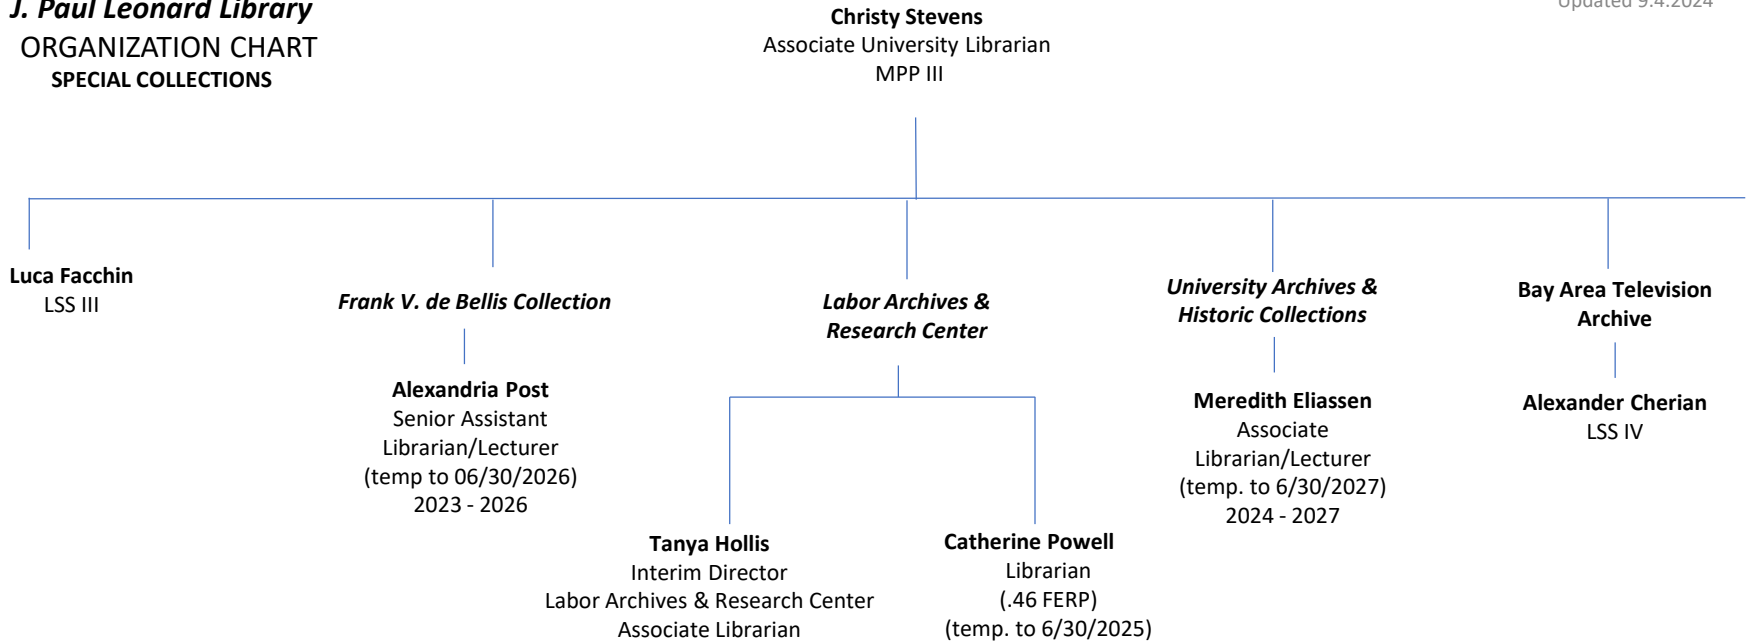 J. Paul Leonard Library
ORGANIZATION CHART
SPECIAL COLLECTIONS
Updated 9.4.2024
Christy Stevens
Associate University Librarian
MPP III
Luca Facchin
LSS III
Frank V. de Bellis Collection
Alexandria Post
Senior Assistant
Librarian/Lecturer
(temp to 06/30/2026)
2023 - 2026
Labor Archives &
Research Center
Tanya Hollis
Interim Director
Labor Archives & Research Center
Associate Librarian
Catherine Powell
Librarian
(.46 FERP)
(temp. to 6/30/2025)
University Archives &
Historic Collections
Meredith Eliassen
Associate
Librarian/Lecturer
(temp. to 6/30/2027)
2024 - 2027
Bay Area Television
Archive
Alexander Cherian
LSS IV